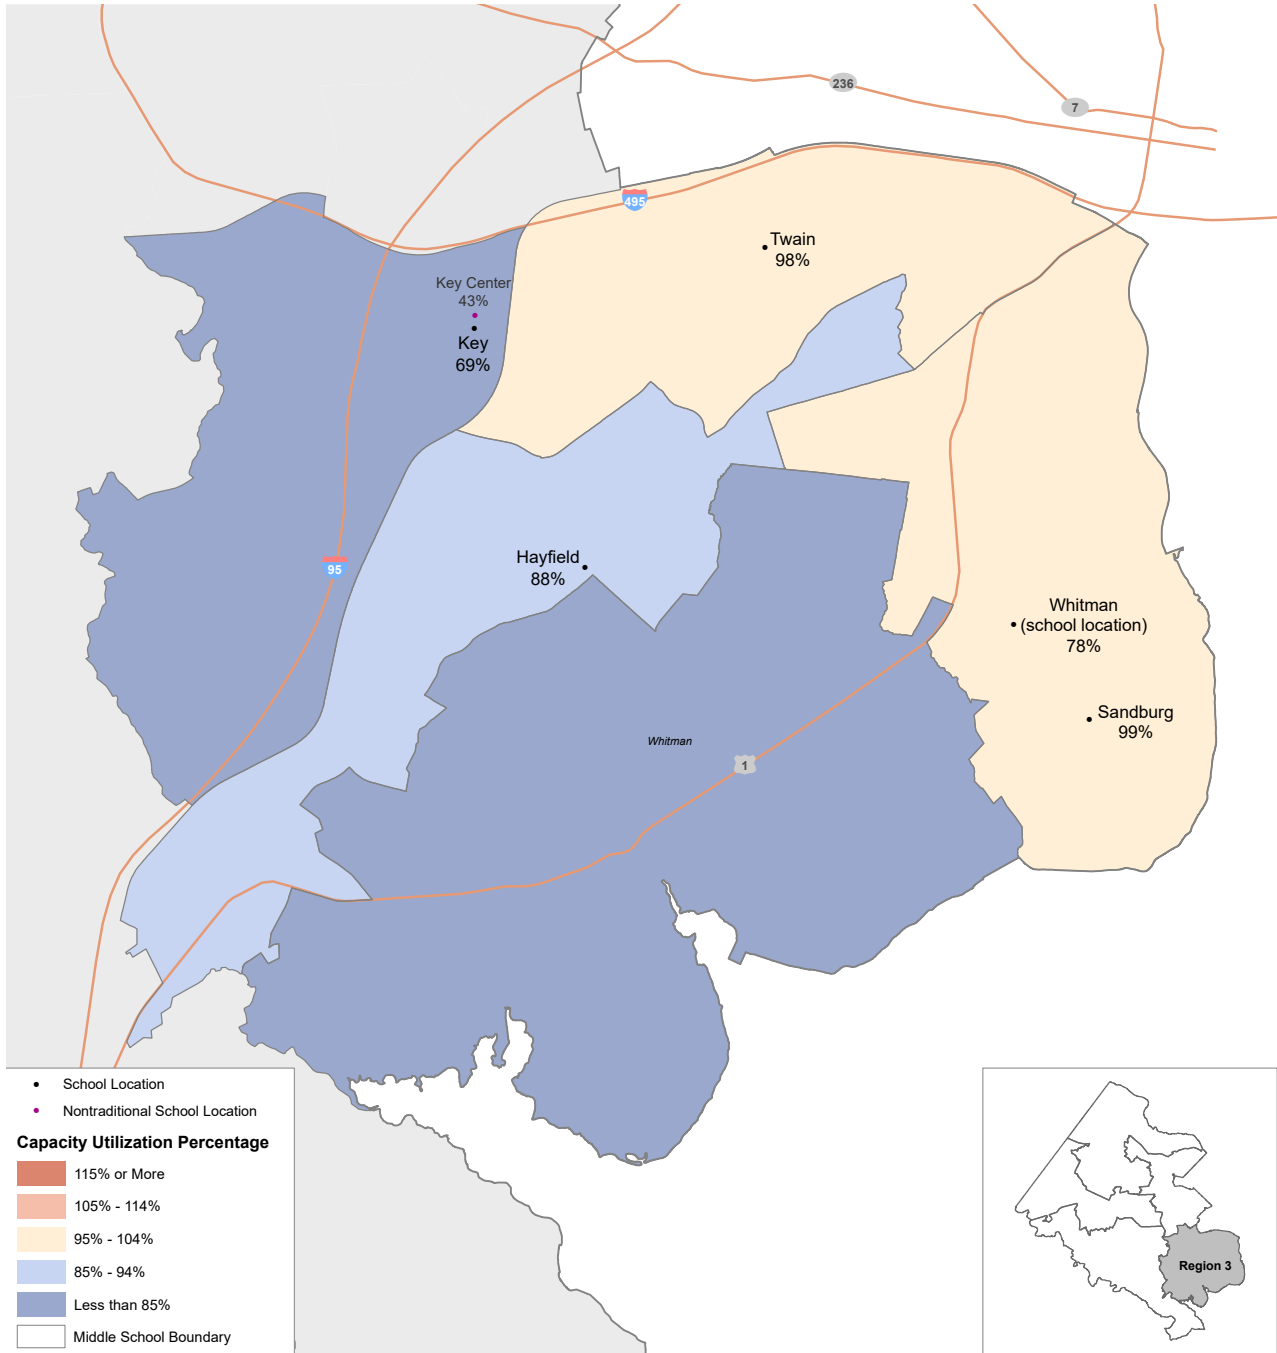 236
7
495
Twain
98%
Key Center
43%
Key
69%
Hayfield
88%
95
Whitman
(school location)
78%
Sandburg
99%
Whitman
1
School Location
Nontraditional School Location
Capacity Utilization Percentage
115% or More
105% - 114%
95% - 104%
85% - 94%
Less than 85%
Middle School Boundary
Region 3